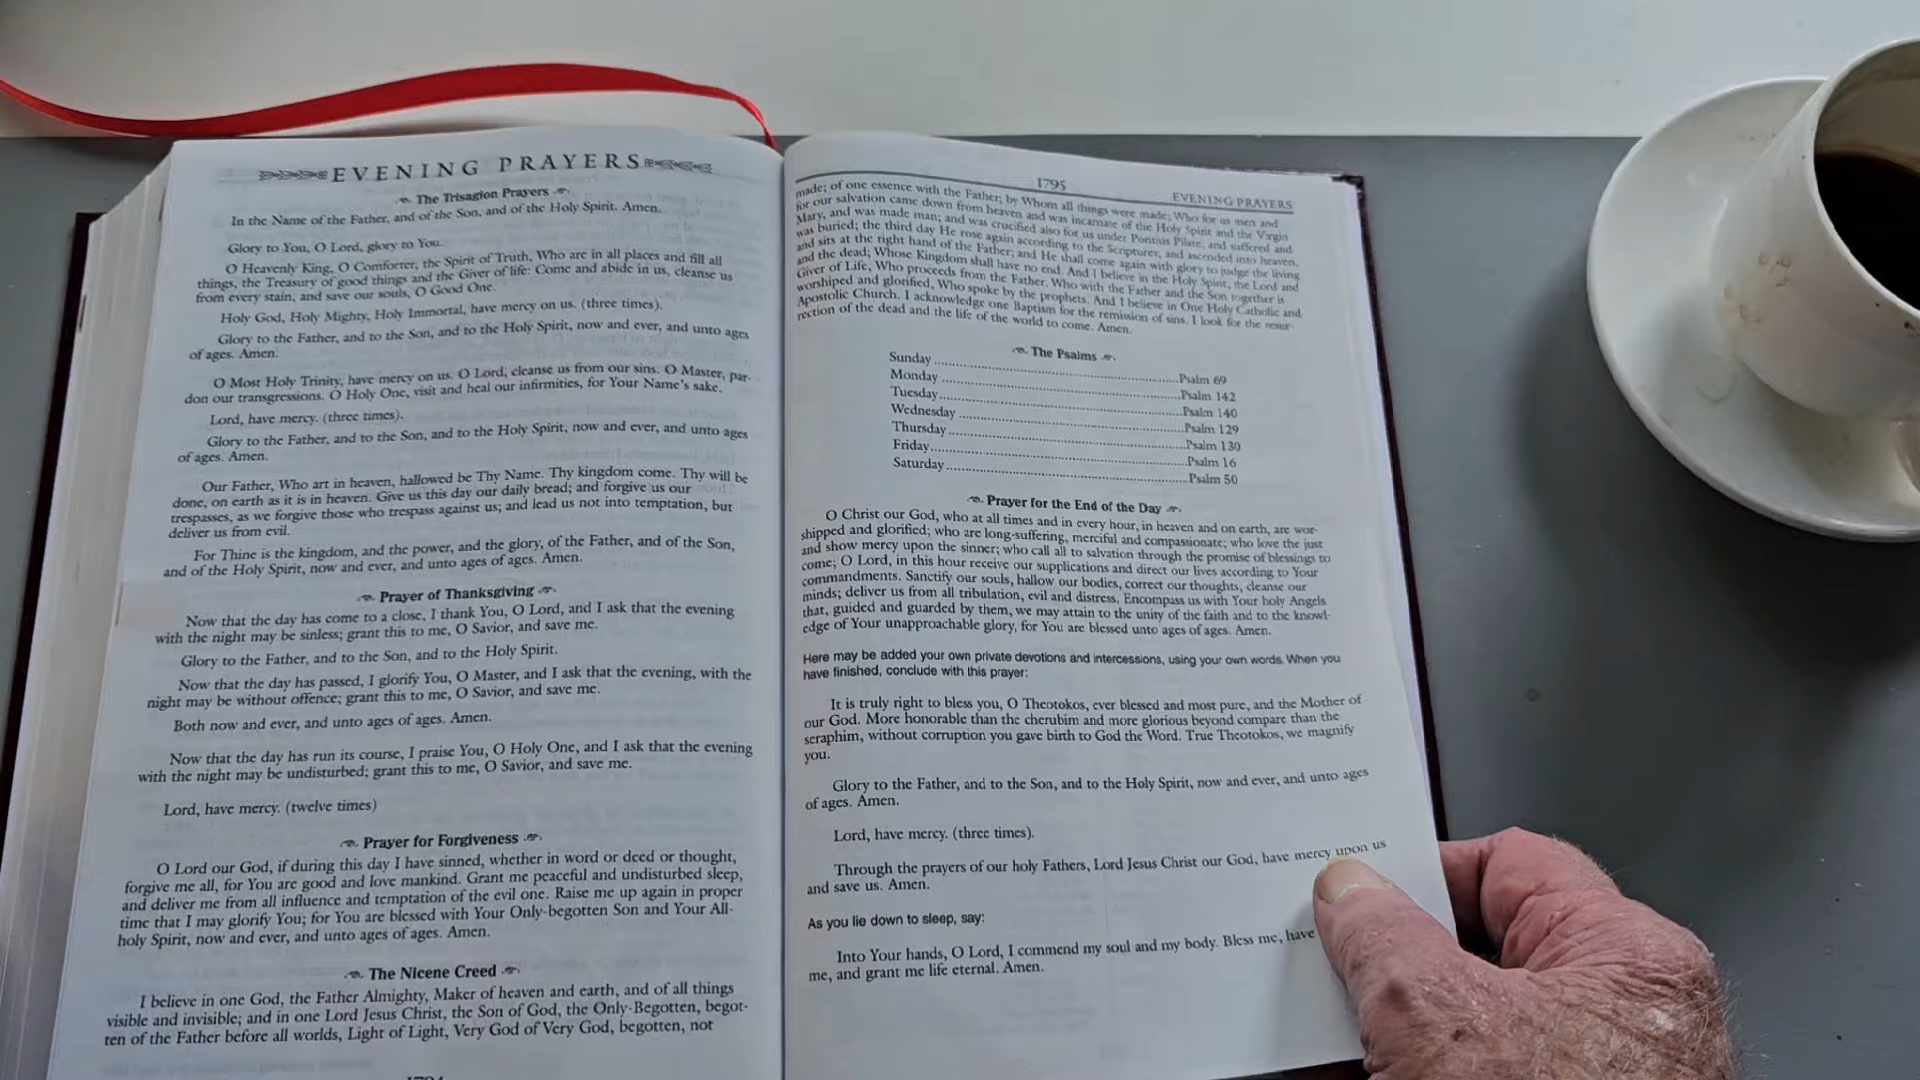 EVENING PRAYERS
The Trisagion Prayers
In the Name of the Father, and of the Son, and of the Holy Spirit. Amen.
Glory to You, O Lord, glory to You.
O Heavenly King, O Comforter, the Spirit of Truth, Who are in all places and fill all
things, the Treasury of good things and the Giver of life: Come and abide in us, cleanse us
from every stain, and save our souls, O Good One.
Holy God, Holy Mighty, Holy Immortal, have mercy on us. (three times).
Glory to the Father, and to the Son, and to the Holy Spirit, now and ever, and unto ages
of ages. Amen.
O Most Holy Trinity, have mercy on us. O Lord, cleanse us from our sins. O Master, par-
don our transgressions. O Holy One, visit and heal our infirmities, for Your Name's sake.
Lord, have mercy. (three times).
Glory to the Father, and to the Son, and to the Holy Spirit, now and ever, and unto ages
of ages. Amen.
Our Father, Who art in heaven, hallowed be Thy Name. Thy kingdom come. Thy will be
done, on earth as it is in heaven. Give us this day our daily bread; and forgive us our
trespasses, as we forgive those who trespass against us; and lead us not into temptation, but
deliver us from evil.
For Thine is the kingdom, and the power, and the glory, of the Father, and of the Son,
and of the Holy Spirit, now and ever, and unto ages of ages. Amen.
Prayer of Thanksgiving
Now that the day has come to a close, I thank You, O Lord, and I ask that the evening
with the night may be sinless; grant this to me, O Savior, and save me.
Glory to the Father, and to the Son, and to the Holy Spirit.
Now that the day has passed, I glorify You, O Master, and I ask that the evening, with the
night may be without offence; grant this to me, O Savior, and save me.
Both now and ever, and unto ages of ages. Amen.
Now that the day has run its course, I praise You, O Holy One, and I ask that the evening
with the night may be undisturbed; grant this to me, O Savior, and save me.
Lord, have mercy. (twelve times)
Prayer for Forgiveness
O Lord our God, if during this day I have sinned, whether in word or deed or thought,
forgive me all, for You are good and love mankind. Grant me peaceful and undisturbed sleep,
and deliver me from all influence and temptation of the evil one. Raise me up again in proper
time that I may glorify You; for You are blessed with Your Only-begotten Son and Your All-
holy Spirit, now and ever, and unto ages of ages. Amen.
The Nicene Creed
I believe in one God, the Father Almighty, Maker of heaven and earth, and of all things
visible and invisible; and in one Lord Jesus Christ, the Son of God, the Only-Begotten, begot-
ten of the Father before all worlds, Light of Light, Very God of Very God, begotten, not
1795
EVENING PRAYERS
made; of one essence with the Father; by Whom all things were made; Who for us men and
for our salvation came down from heaven and was incarnate of the Holy Spirit and the Virgin
Mary, and was made man; and was crucified also for us under Pontius Pilate, and suffered and
was buried; the third day He rose again according to the Scriptures; and ascended into heaven,
and sits at the right hand of the Father; and He shall come again with glory to judge the living
and the dead; Whose Kingdom shall have no end. And I believe in the Holy Spirit, the Lord and
Giver of Life, Who proceeds from the Father, Who with the Father and the Son together is
worshiped and glorified, Who spoke by the prophets. And I believe in One Holy Catholic and
Apostolic Church. I acknowledge one Baptism for the remission of sins. I look for the resur-
rection of the dead and the life of the world to come. Amen.
The Psalms
Sunday ........ Psalm 69
Monday ........ Psalm 142
Tuesday ........ Psalm 140
Wednesday ........ Psalm 129
Thursday ........ Psalm 130
Friday ........ Psalm 16
Saturday ........ Psalm 50
Prayer for the End of the Day
O Christ our God, who at all times and in every hour, in heaven and on earth, are wor-
shipped and glorified; who are long-suffering, merciful and compassionate; who love the just
and show mercy upon the sinner; who call all to salvation through the promise of blessings to
come; O Lord, in this hour receive our supplications and direct our lives according to Your
commandments. Sanctify our souls, hallow our bodies, correct our thoughts, cleanse our
minds; deliver us from all tribulation, evil and distress. Encompass us with Your holy Angels
that, guided and guarded by them, we may attain to the unity of the faith and to the knowl-
edge of Your unapproachable glory, for You are blessed unto ages of ages. Amen.
Here may be added your own private devotions and intercessions, using your own words. When you
have finished, conclude with this prayer:
It is truly right to bless you, O Theotokos, ever blessed and most pure, and the Mother of
our God. More honorable than the cherubim and more glorious beyond compare than the
seraphim, without corruption you gave birth to God the Word. True Theotokos, we magnify
you.
Glory to the Father, and to the Son, and to the Holy Spirit, now and ever, and unto ages
of ages. Amen.
Lord, have mercy. (three times).
Through the prayers of our holy Fathers, Lord Jesus Christ our God, have mercy upon us
and save us. Amen.
As you lie down to sleep, say:
Into Your hands, O Lord, I commend my soul and my body. Bless me, have
me, and grant me life eternal. Amen.